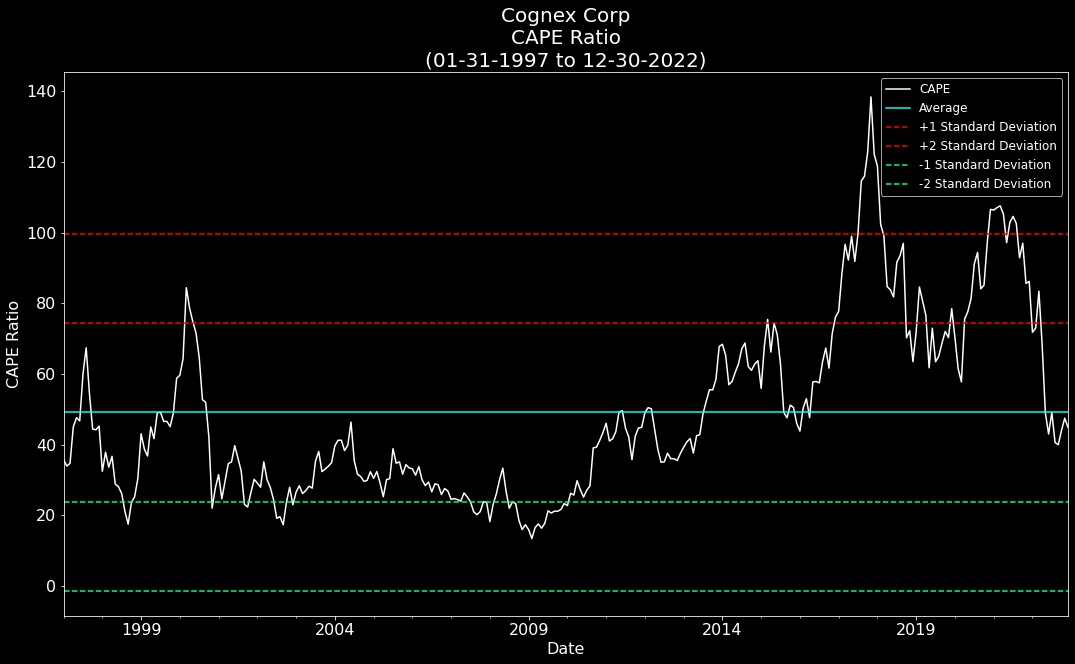 Cognex Corp
CAPE Ratio
(01-31-1997 to 12-30-2022)
CAPE
Average
+1 Standard Deviation
+2 Standard Deviation
-1 Standard Deviation
-2 Standard Deviation
140
120
100
80
60
40
20
0
CAPE Ratio
1999
2004
2009
2014
2019
Date